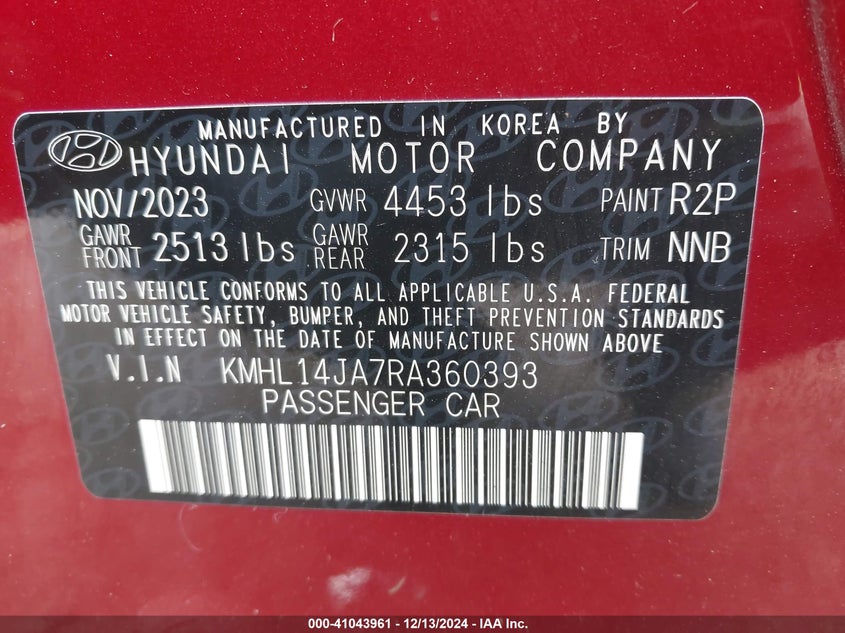 MANUFACTURED IN KOREA BY
HYUNDAI MOTOR COMPANY
NOV/2023 GVWR 4453 lbs PAINT R2P
GAWR FRONT 2513 lbs GAWR REAR 2315 lbs TRIM NNB
THIS VEHICLE CONFORMS TO ALL APPLICABLE U.S.A. FEDERAL
MOTOR VEHICLE SAFETY, BUMPER, AND THEFT PREVENTION STANDARDS
IN EFFECT ON THE DATE OF MANUFACTURE SHOWN ABOVE
V.I.N KMHL14JA7RA360393
PASSENGER CAR
000-41043961 - 12/13/2024 - IAA Inc.